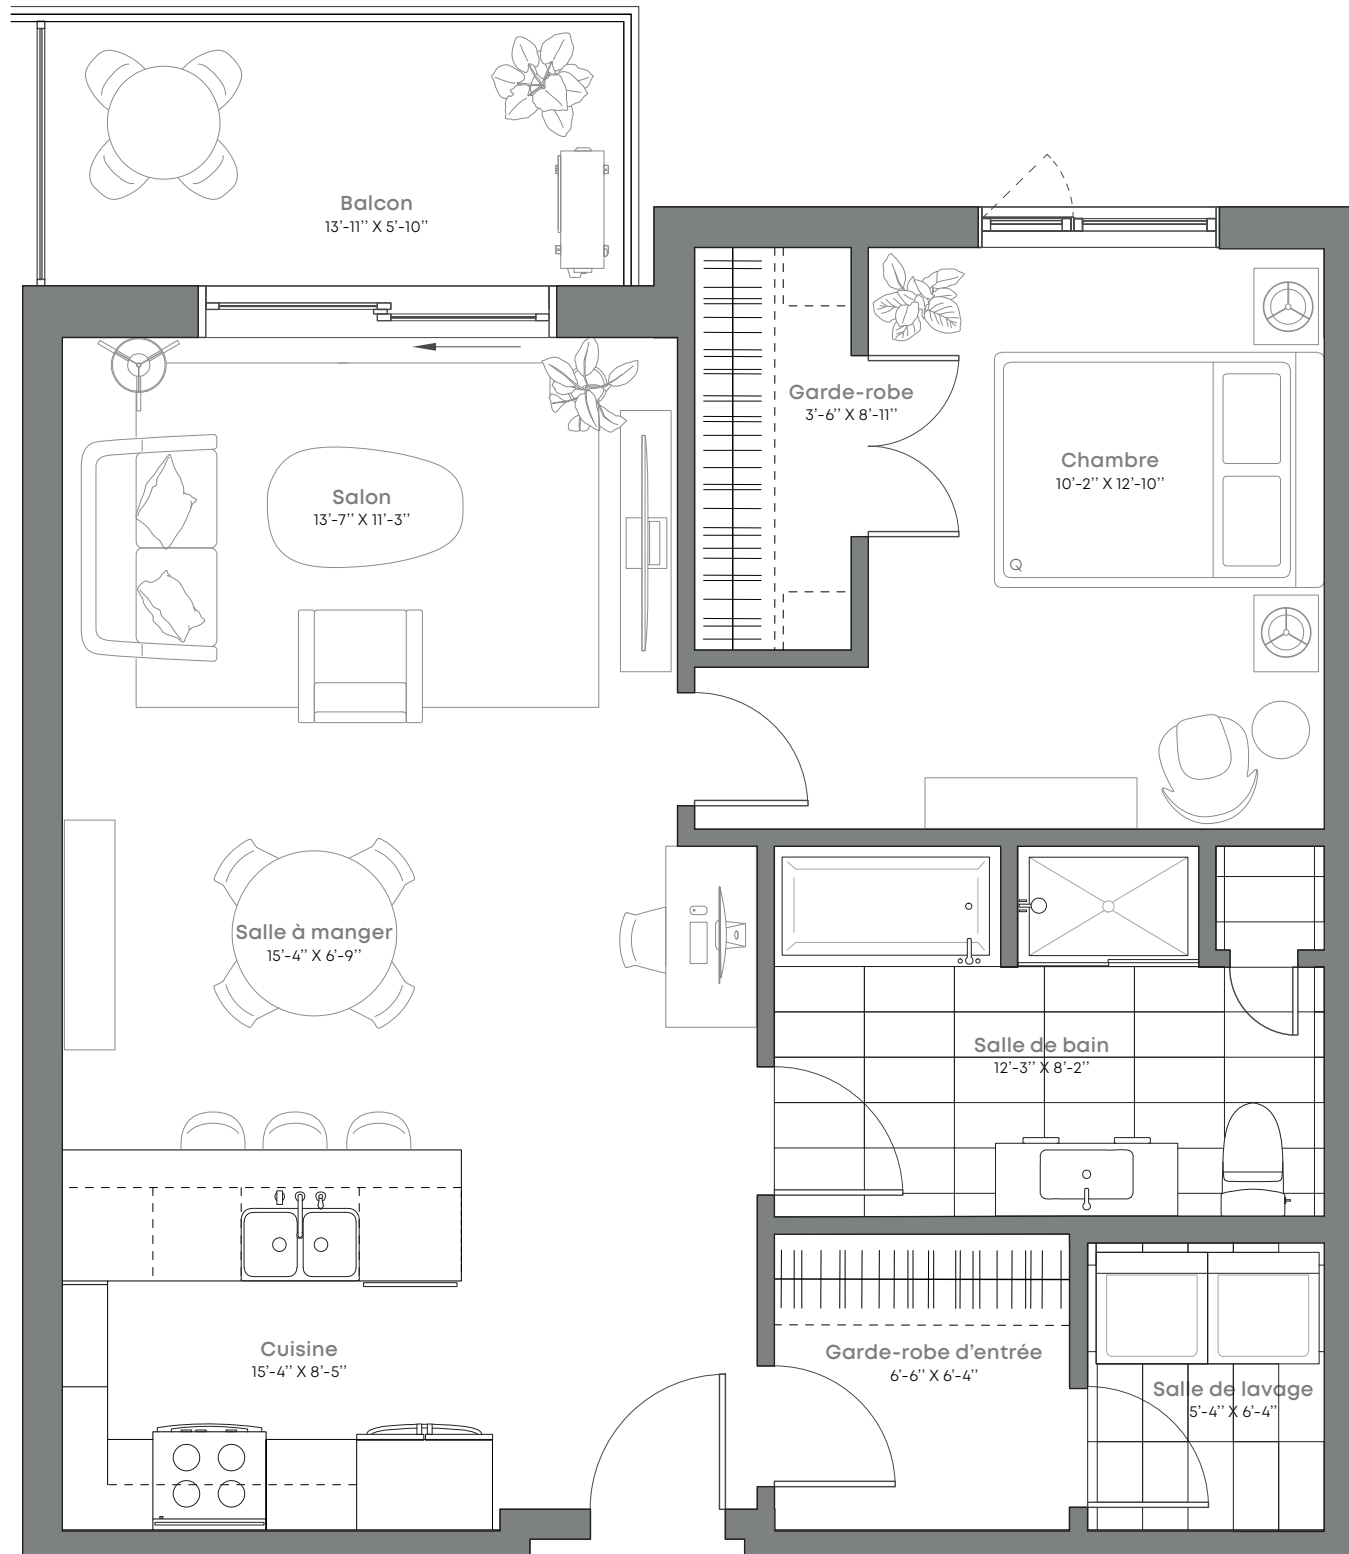 Balcon
13'-11'' X 5'-10''
Garde-robe
3'-6'' X 8'-11''
Chambre
10'-2'' X 12'-10''
Salon
13'-7'' X 11'-3''
Q
Salle à manger
15'-4'' X 6'-9''
Salle de bain
12'-3'' X 8'-2''
Cuisine
15'-4'' X 8'-5''
Garde-robe d'entrée
6'-6'' X 6'-4''
Salle de lavage
5'-4'' X 6'-4''